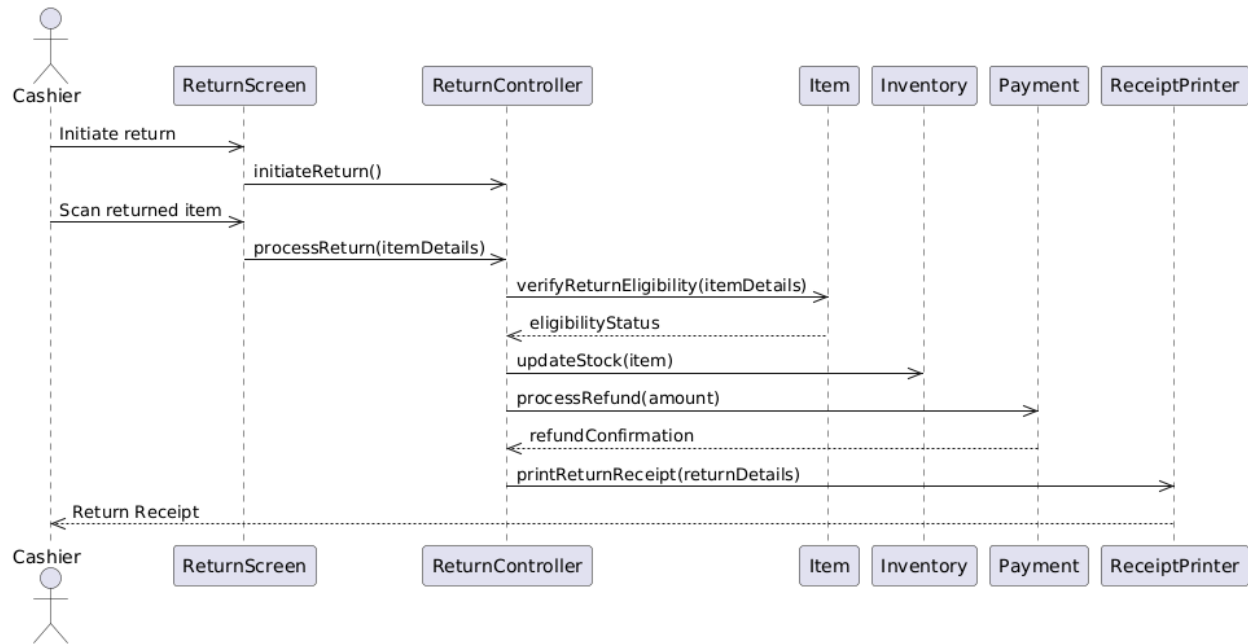 Cashier
ReturnScreen
ReturnController
Item
Inventory
Payment
ReceiptPrinter
Initiate return
initiateReturn()
Scan returned item
processReturn(itemDetails)
verifyReturnEligibility(itemDetails)
eligibilityStatus
updateStock(item)
processRefund(amount)
refundConfirmation
printReturnReceipt(returnDetails)
Return Receipt
Cashier
ReturnScreen
ReturnController
Item
Inventory
Payment
ReceiptPrinter